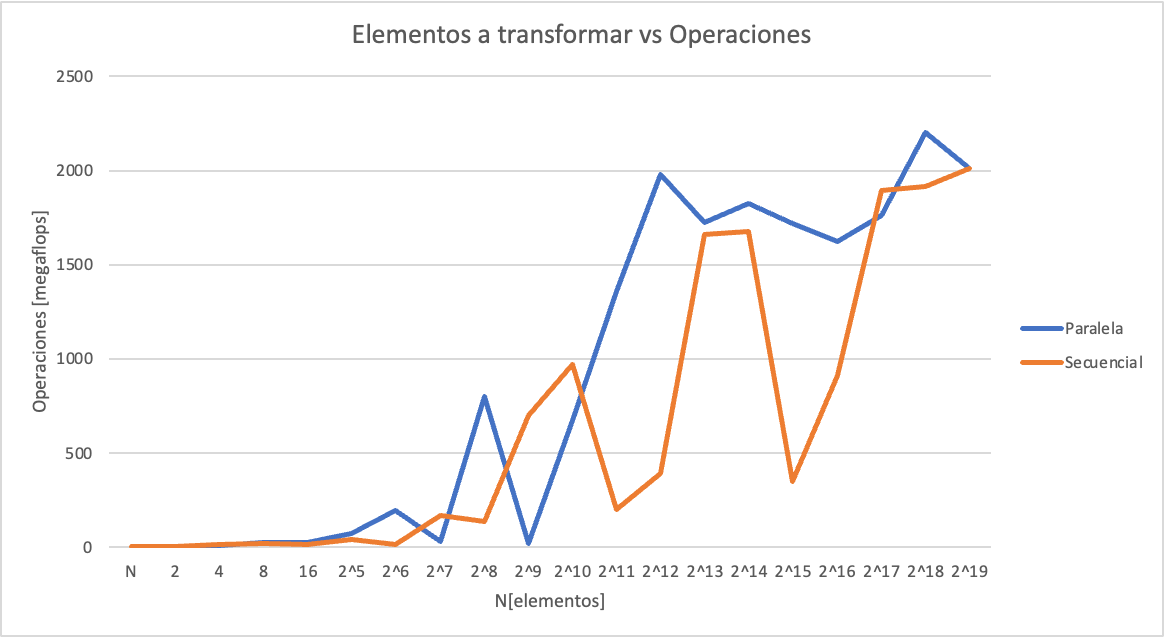 Elementos a transformar vs Operaciones
2500
2000
1500
1000
500
0
Operaciones [megaflops]
N 2 4 8 16 2^5 2^6 2^7 2^8 2^9 2^10 2^11 2^12 2^13 2^14 2^15 2^16 2^17 2^18 2^19
N[elementos]
Paralela
Secuencial